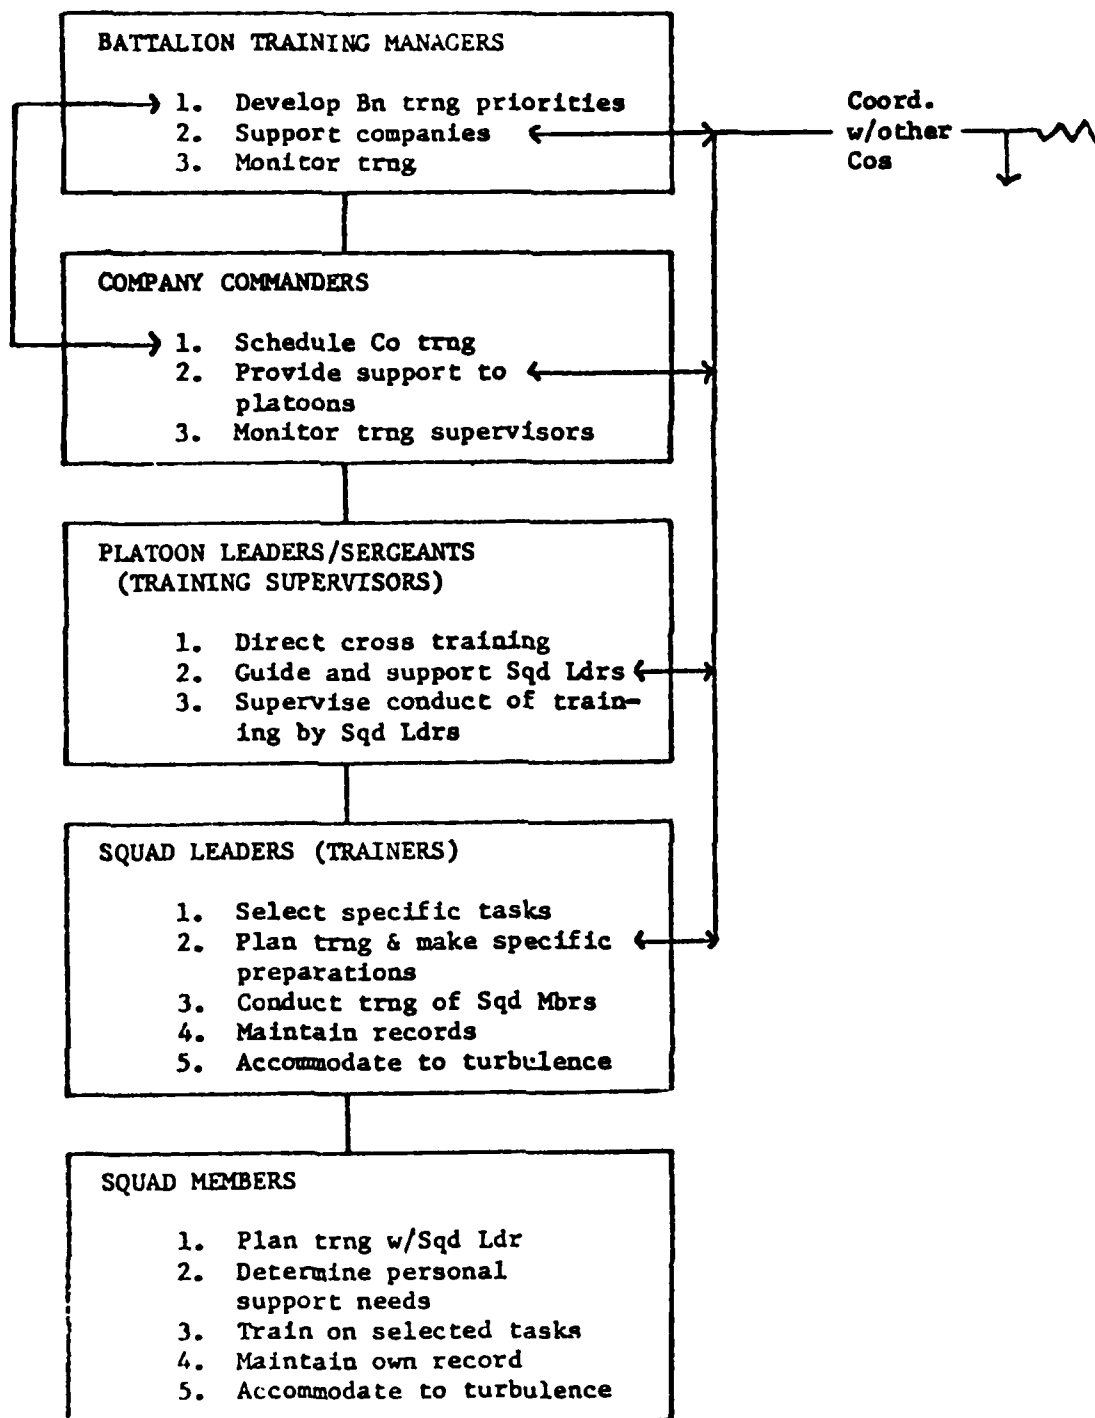 BATTALION TRAINING MANAGERS
1. Develop Bn trng priorities
2. Support companies
3. Monitor trng
Coord.
w/other
Cos
COMPANY COMMANDERS
1. Schedule Co trng
2. Provide support to
platoons
3. Monitor trng supervisors
PLATOON LEADERS/SERGEANTS
(TRAINING SUPERVISORS)
1. Direct cross training
2. Guide and support Sqd Ldrs
3. Supervise conduct of train-
ing by Sqd Ldrs
SQUAD LEADERS (TRAINERS)
1. Select specific tasks
2. Plan trng & make specific
preparations
3. Conduct trng of Sqd Mbrs
4. Maintain records
5. Accommodate to turbulence
SQUAD MEMBERS
1. Plan trng w/Sqd Ldr
2. Determine personal
support needs
3. Train on selected tasks
4. Maintain own record
5. Accommodate to turbulence